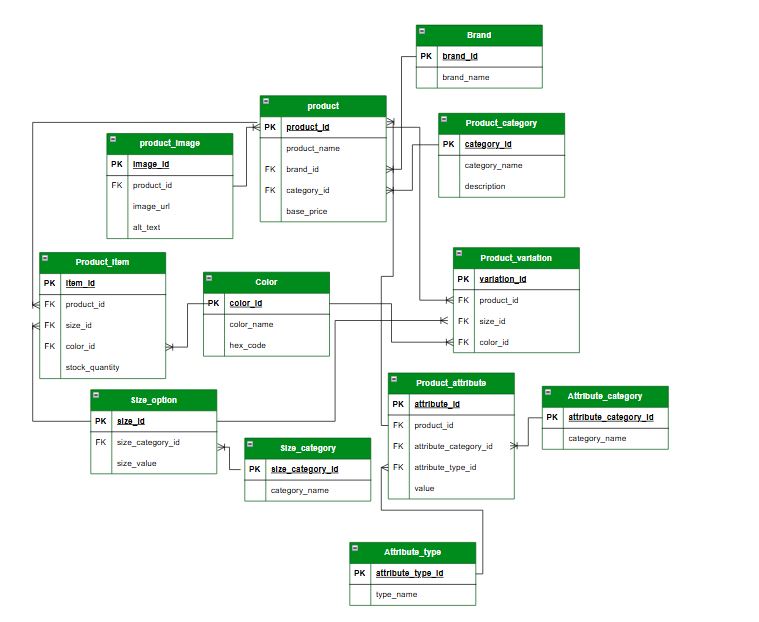 Brand
PK brand_id
brand_name
product
PK product_id
product_name
FK brand_id
FK category_id
base_price
Product_category
PK category_id
category_name
description
product_image
PK image_id
FK product_id
image_url
alt_text
Product_item
PK item_id
FK product_id
FK size_id
FK color_id
stock_quantity
Color
PK color_id
color_name
hex_code
Product_variation
PK variation_id
FK product_id
FK size_id
FK color_id
Size_option
PK size_id
FK size_category_id
size_value
Size_category
PK size_category_id
category_name
Product_attribute
PK attribute_id
FK product_id
FK attribute_category_id
FK attribute_type_id
value
Attribute_category
PK attribute_category_id
category_name
Attribute_type
PK attribute_type_id
type_name